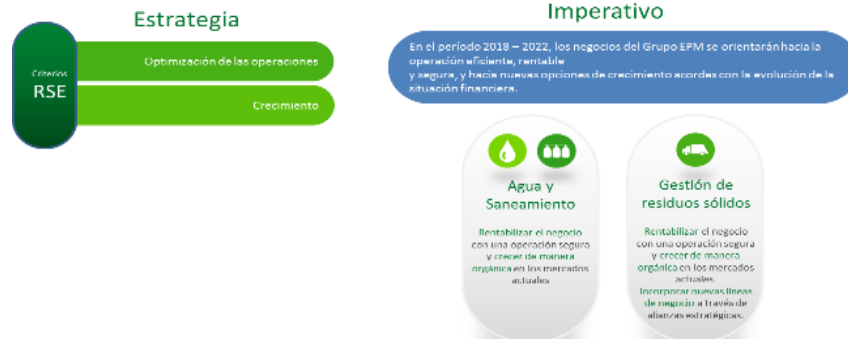 Estrategia
Criterios
RSE
Optimización de las operaciones
Crecimiento
Imperativo
En el período 2018 – 2022, los negocios del Grupo EPM se orientarán hacia la
operación eficiente, rentable
y segura, y hacia nuevas opciones de crecimiento acordes con la evolución de la
situación financiera.
Agua y
Saneamiento
Rentabilizar el negocio
con una operación segura
y crecer de manera
orgánica en los mercados
actuales
Gestión de
residuos sólidos
Rentabilizar el negocio
con una operación segura
y crecer de manera
orgánica en los mercados
actuales.
Incorporar nuevas líneas
de negocio a través de
alianzas estratégicas.